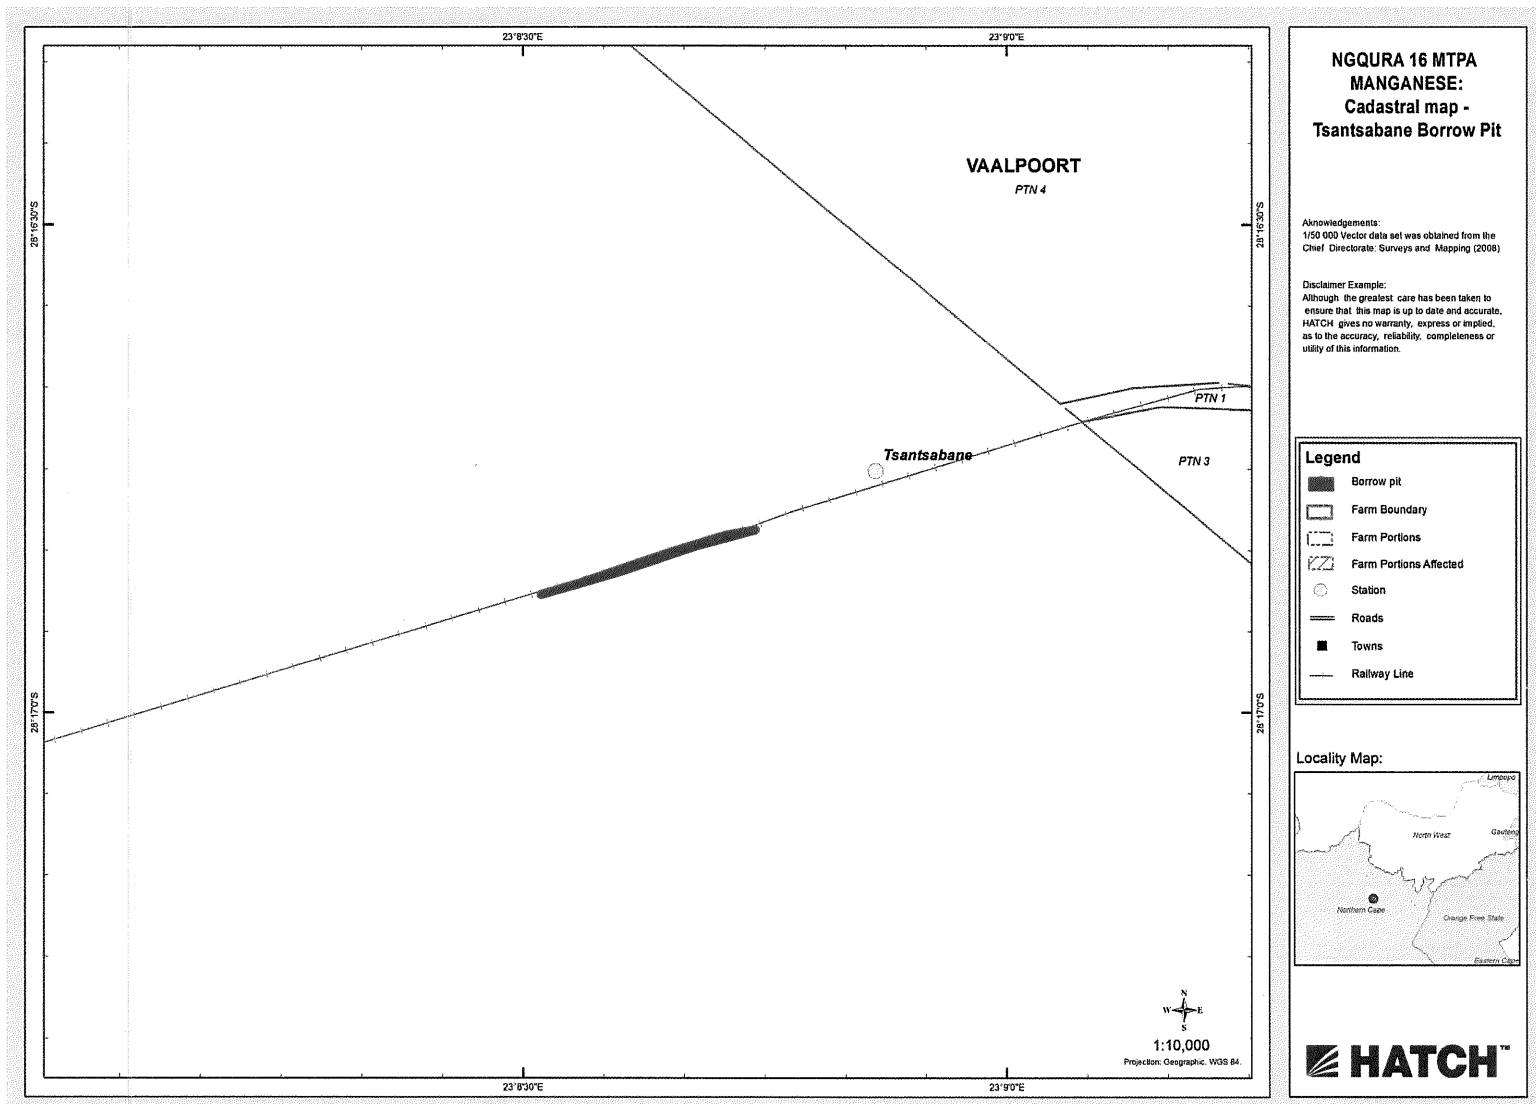 23°8'30"E
23°9'0"E
VAALPOORT
PTN 4
28°16'30"S
28°16'30"S
PTN 1
Tsantsabane
PTN 3
28°17'0"S
28°17'0"S
N
W E
S
1:10,000
Projection: Geographic. WGS 84.
23°8'30"E
23°9'0"E
NGQURA 16 MTPA
MANGANESE:
Cadastral map -
Tsantsabane Borrow Pit
Aknowledgements:
1/50 000 Vector data set was obtained from the
Chief Directorate: Surveys and Mapping (2008)
Disclaimer Example:
Although the greatest care has been taken to
ensure that this map is up to date and accurate,
HATCH gives no warranty, express or implied,
as to the accuracy, reliability, completeness or
utility of this information.
Legend
Borrow pit
Farm Boundary
Farm Portions
Farm Portions Affected
Station
Roads
Towns
Railway Line
Locality Map:
Limpopo
North West
Gauteng
Northern Cape
Orange Free State
Eastern Cape
HATCH™